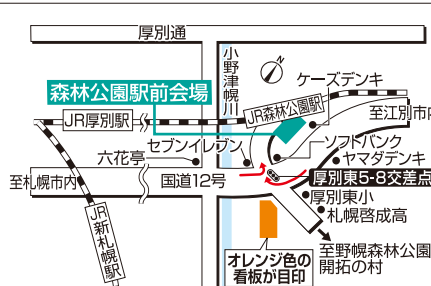 厚別通
小野津幌川
N
ケーズデンキ
森林公園駅前会場
JR森林公園駅
JR厚別駅
至江別市内
セブンイレブン
ソフトバンク
六花亭
ヤマダデンキ
至札幌市内
国道12号
厚別東5-8交差点
厚別東小
札幌啓成高
JR新札幌駅
オレンジ色の
看板が目印
至野幌森林公園
開拓の村